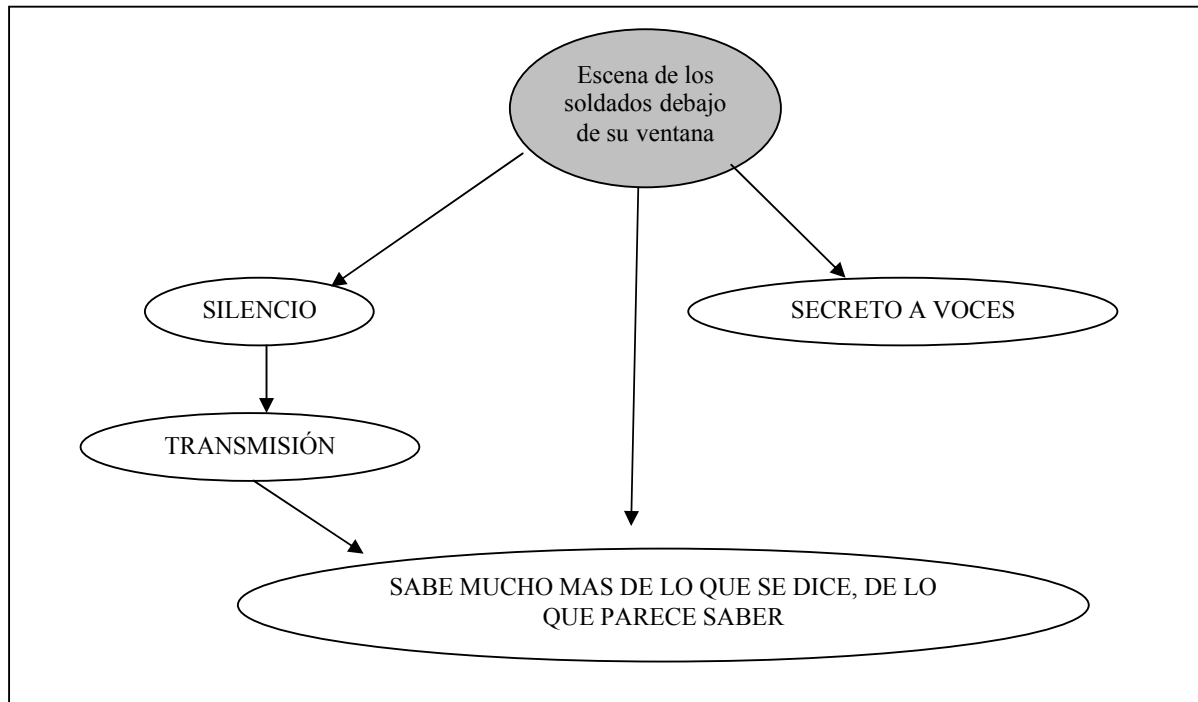 Escena de los
soldados debajo
de su ventana
SILENCIO
SECRETO A VOCES
TRANSMISIÓN
SABE MUCHO MAS DE LO QUE SE DICE, DE LO
QUE PARECE SABER